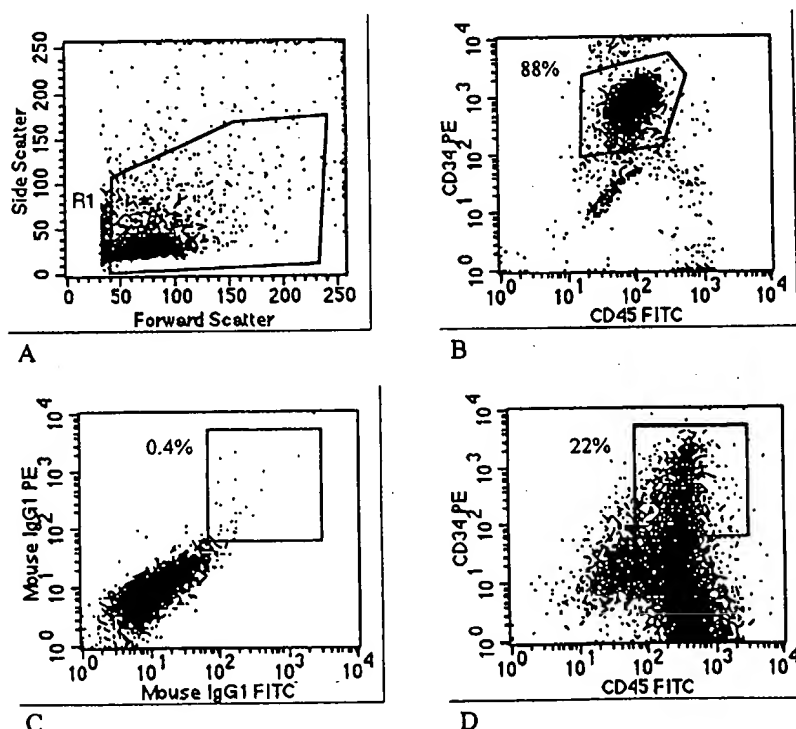 250
200
150
100
50
0
Side Scatter
R1
0 50 100 150 200 250
Forward Scatter
A
10^4
10^3
10^2
10^1
10^0
CD34 PE
88%
10^0 10^1 10^2 10^3 10^4
CD45 FITC
B
10^4
10^3
10^2
10^1
10^0
Mouse IgG1 PE
0.4%
10^0 10^1 10^2 10^3 10^4
Mouse IgG1 FITC
C
10^4
10^3
10^2
10^1
10^0
CD34 PE
22%
10^0 10^1 10^2 10^3 10^4
CD45 FITC
D